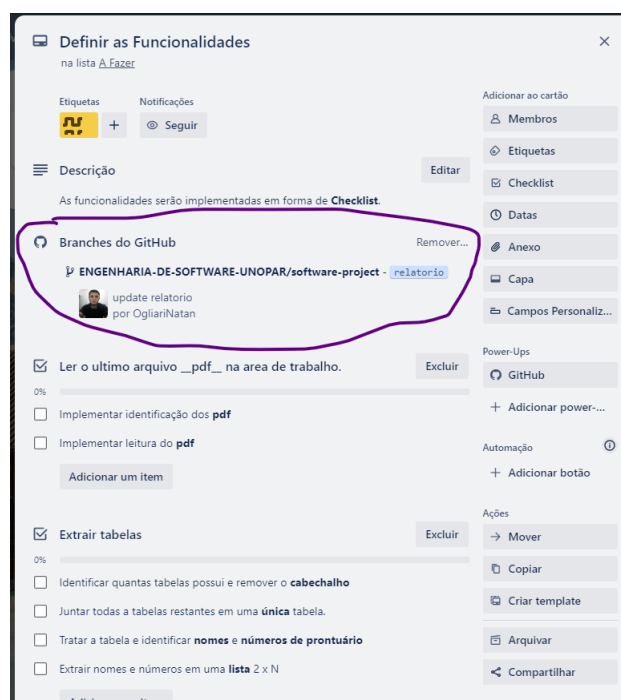 Definir as Funcionalidades
na lista A Fazer
Etiquetas
Notificações
+
Seguir
Descrição
Editar
As funcionalidades serão implementadas em forma de Checklist.
Branches do GitHub
Remover...
ENGENHARIA-DE-SOFTWARE-UNOPAR/software-project - relatorio
update relatorio
por OgliariNatan
Ler o ultimo arquivo __pdf__ na area de trabalho.
Excluir
0%
Implementar identificação dos pdf
Implementar leitura do pdf
Adicionar um item
Extrair tabelas
Excluir
0%
Identificar quantas tabelas possui e remover o cabechalho
Juntar todas a tabelas restantes em uma única tabela.
Tratar a tabela e identificar nomes e números de prontuário
Extrair nomes e números em uma lista 2 x N
Adicionar ao cartão
Membros
Etiquetas
Checklist
Datas
Anexo
Capa
Campos Personaliz...
Power-Ups
GitHub
+ Adicionar power-...
Automação
+ Adicionar botão
Ações
Mover
Copiar
Criar template
Arquivar
Compartilhar